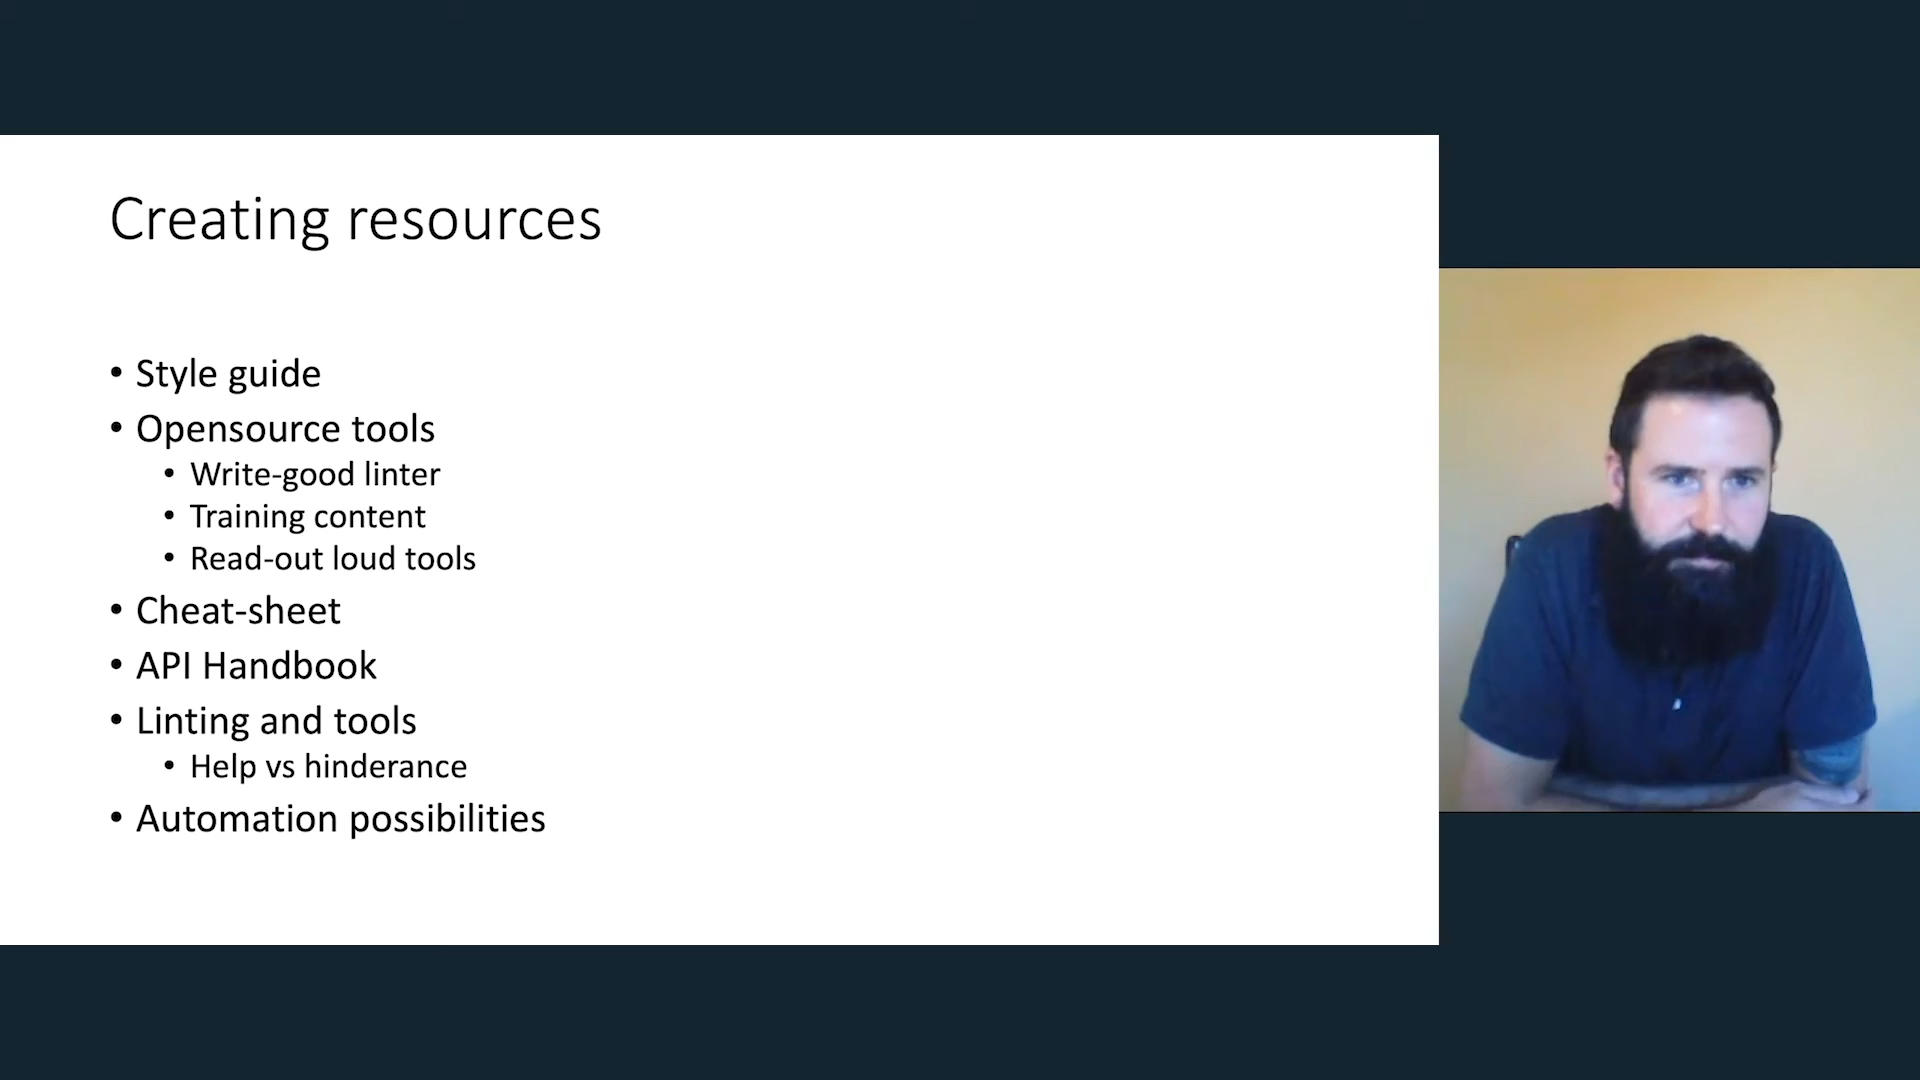 Creating resources
• Style guide
• Opensource tools
• Write-good linter
• Training content
• Read-out loud tools
• Cheat-sheet
• API Handbook
• Linting and tools
• Help vs hinderance
• Automation possibilities